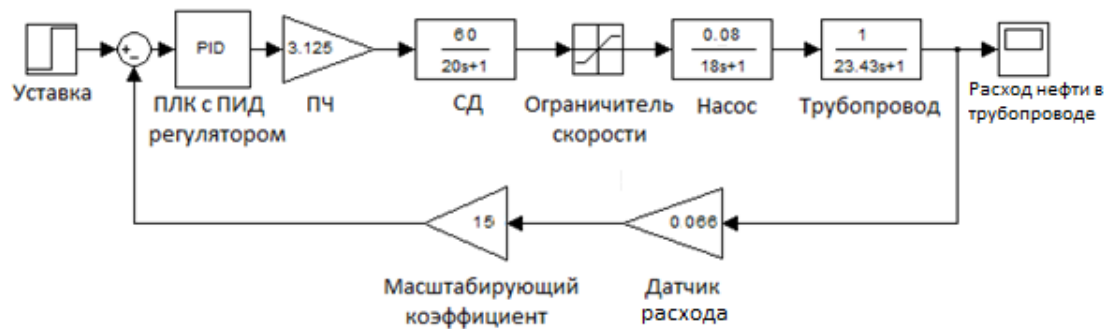 Уставка
PID
ПЛК с ПИД
регулятором
3.125
ПЧ
60
20s+1
СД
Ограничитель
скорости
0.08
18s+1
Насос
1
23.43s+1
Трубопровод
Расход нефти в
трубопроводе
15
Масштабирующий
коэффициент
0.066
Датчик
расхода